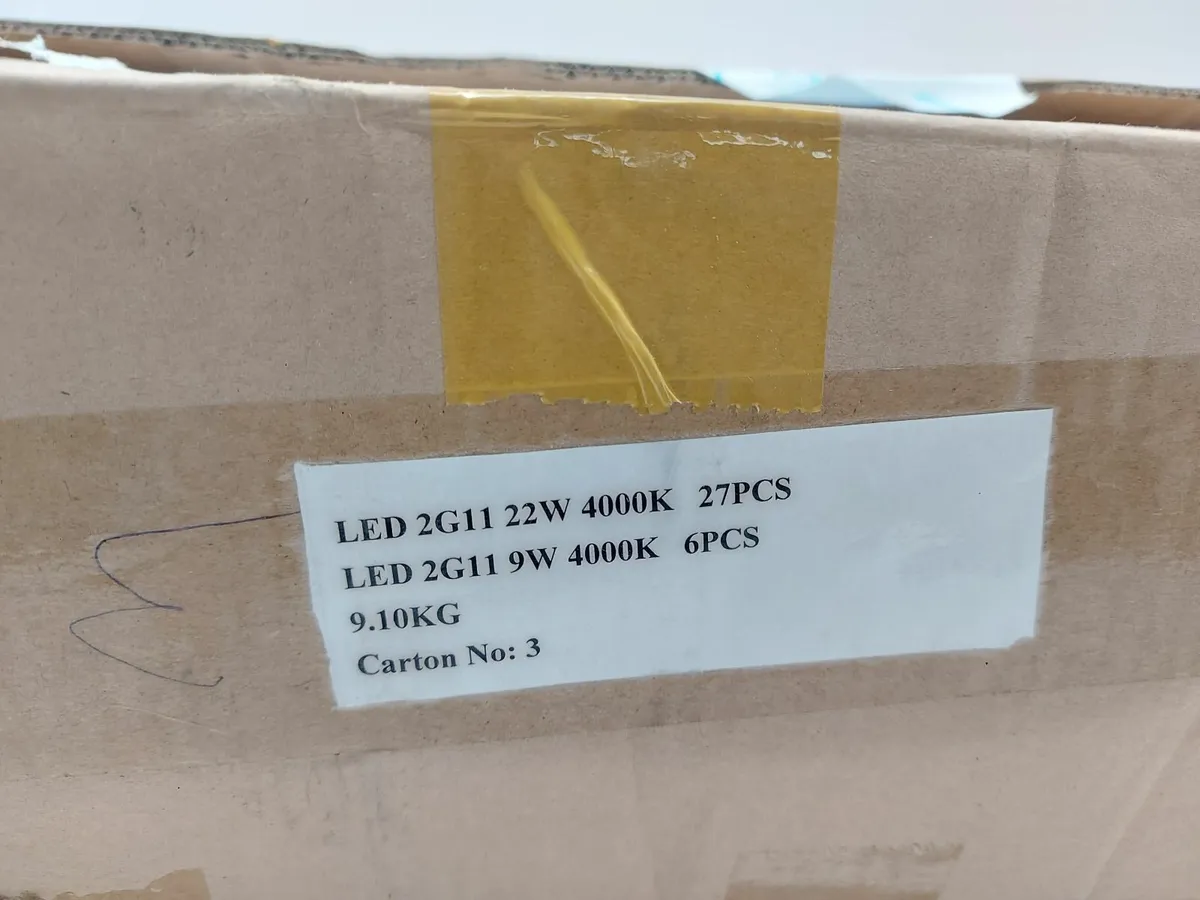 LED 2G11 22W 4000K 27PCS
LED 2G11 9W 4000K 6PCS
9.10KG
Carton No: 3